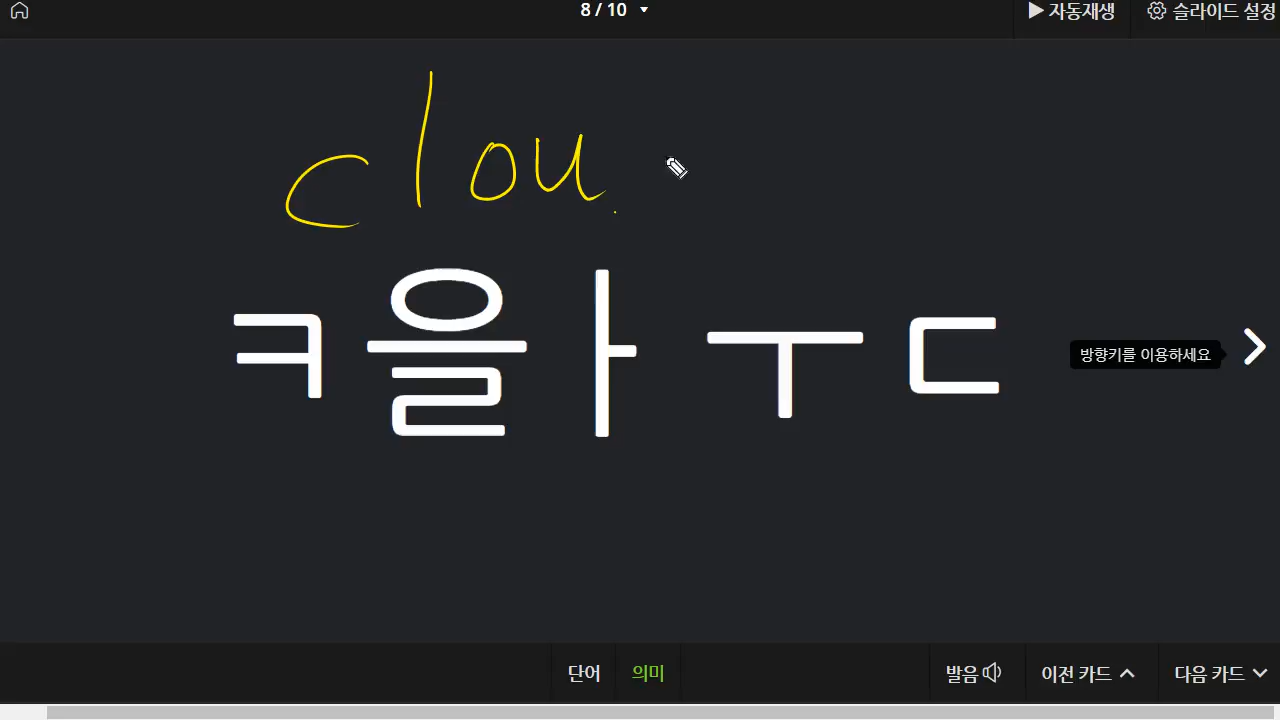 8 / 10
자동재생
슬라이드 설정
clou
ㅋ을ㅏㅜㄷ
방향키를 이용하세요
단어
의미
발음
이전 카드
다음 카드